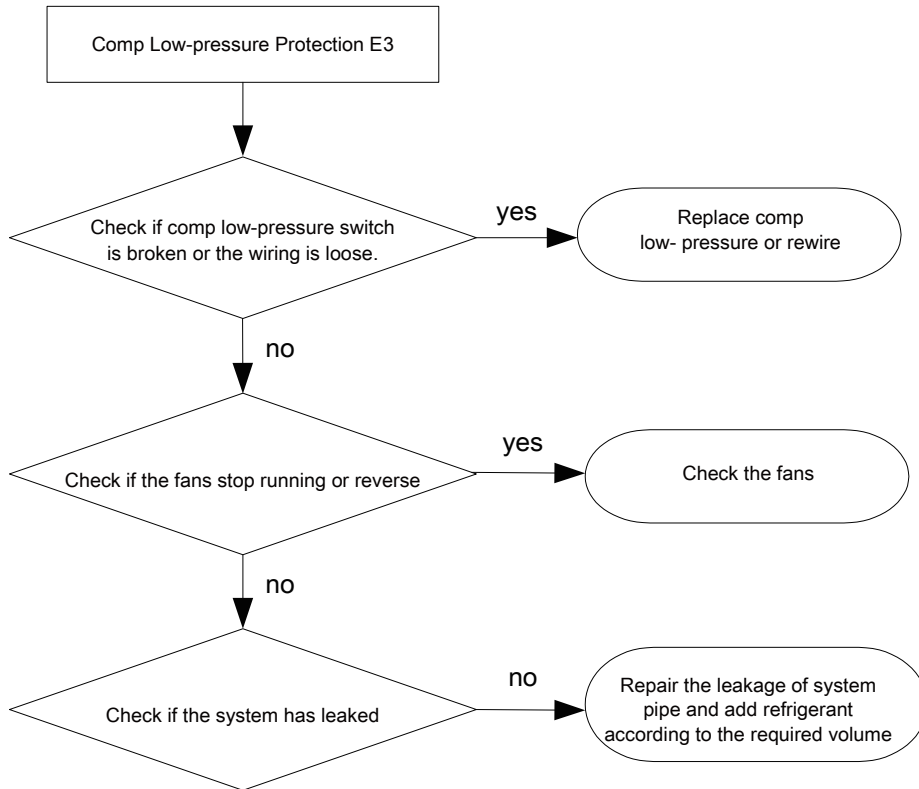 Comp Low-pressure Protection E3
Check if comp low-pressure switch
is broken or the wiring is loose.
yes
Replace comp
low- pressure or rewire
no
Check if the fans stop running or reverse
yes
Check the fans
no
Check if the system has leaked
no
Repair the leakage of system
pipe and add refrigerant
according to the required volume